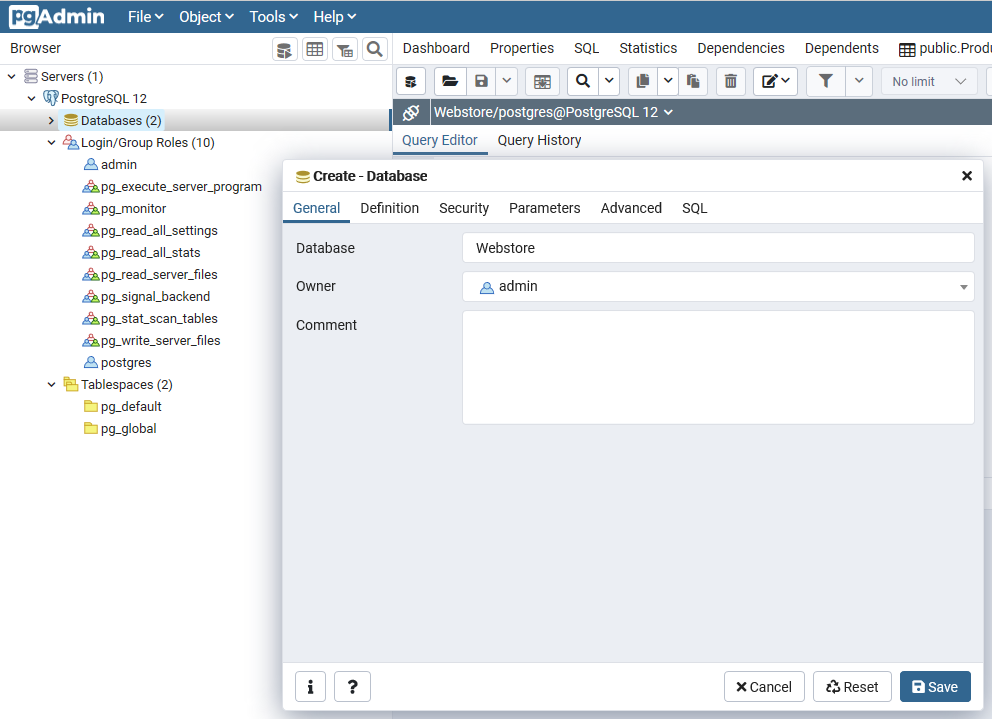 pgAdmin File Object Tools Help
Browser
Dashboard Properties SQL Statistics Dependencies Dependents public.Produ
No limit
Webstore/postgres@PostgreSQL 12
Query Editor Query History
Servers (1)
PostgreSQL 12
Databases (2)
Login/Group Roles (10)
admin
pg_execute_server_program
pg_monitor
pg_read_all_settings
pg_read_all_stats
pg_read_server_files
pg_signal_backend
pg_stat_scan_tables
pg_write_server_files
postgres
Tablespaces (2)
pg_default
pg_global
Create - Database
General Definition Security Parameters Advanced SQL
Database Webstore
Owner admin
Comment
i ? Cancel Reset Save